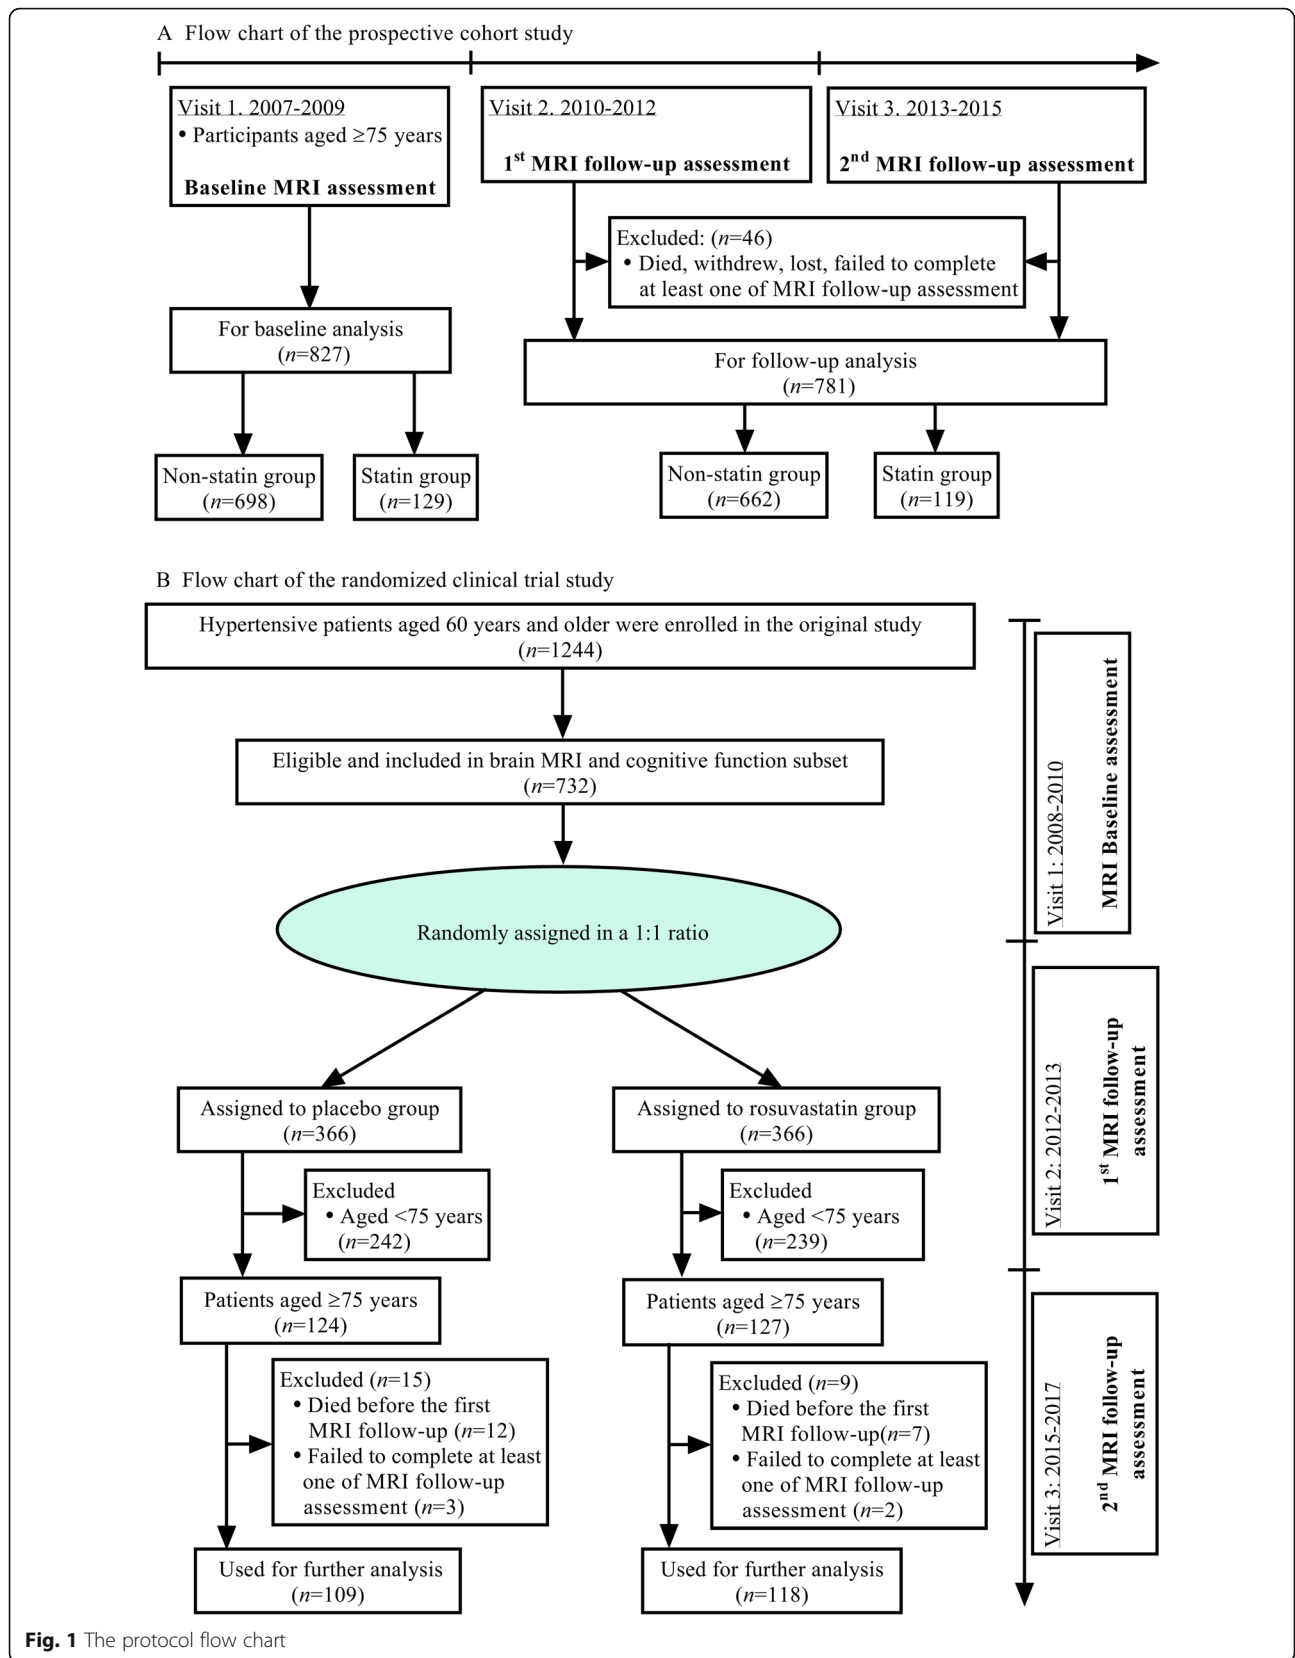 A Flow chart of the prospective cohort study
Visit 1. 2007-2009
• Participants aged ≥75 years
Baseline MRI assessment
Visit 2. 2010-2012
1st MRI follow-up assessment
Visit 3. 2013-2015
2nd MRI follow-up assessment
Excluded: (n=46)
• Died, withdrew, lost, failed to complete
at least one of MRI follow-up assessment
For baseline analysis
(n=827)
For follow-up analysis
(n=781)
Non-statin group
(n=698)
Statin group
(n=129)
Non-statin group
(n=662)
Statin group
(n=119)
B Flow chart of the randomized clinical trial study
Hypertensive patients aged 60 years and older were enrolled in the original study
(n=1244)
Eligible and included in brain MRI and cognitive function subset
(n=732)
Randomly assigned in a 1:1 ratio
Visit 1: 2008-2010
MRI Baseline assessment
Assigned to placebo group
(n=366)
Assigned to rosuvastatin group
(n=366)
Excluded
• Aged <75 years
(n=242)
Excluded
• Aged <75 years
(n=239)
Visit 2: 2012-2013
1st MRI follow-up
assessment
Patients aged ≥75 years
(n=124)
Patients aged ≥75 years
(n=127)
Excluded (n=15)
• Died before the first
MRI follow-up (n=12)
• Failed to complete at least
one of MRI follow-up
assessment (n=3)
Excluded (n=9)
• Died before the first
MRI follow-up(n=7)
• Failed to complete at least
one of MRI follow-up
assessment (n=2)
Visit 3: 2015-2017
2nd MRI follow-up
assessment
Used for further analysis
(n=109)
Used for further analysis
(n=118)
Fig. 1 The protocol flow chart